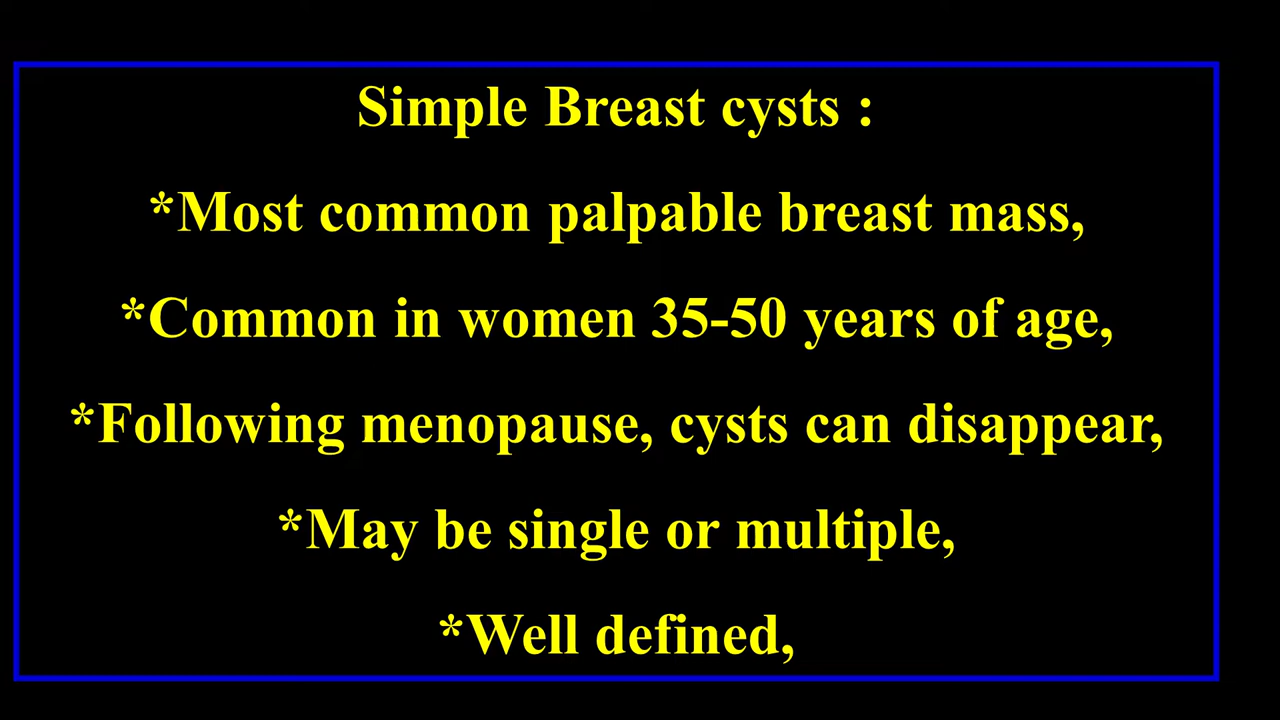 Simple Breast cysts :
*Most common palpable breast mass,
*Common in women 35-50 years of age,
*Following menopause, cysts can disappear,
*May be single or multiple,
*Well defined,